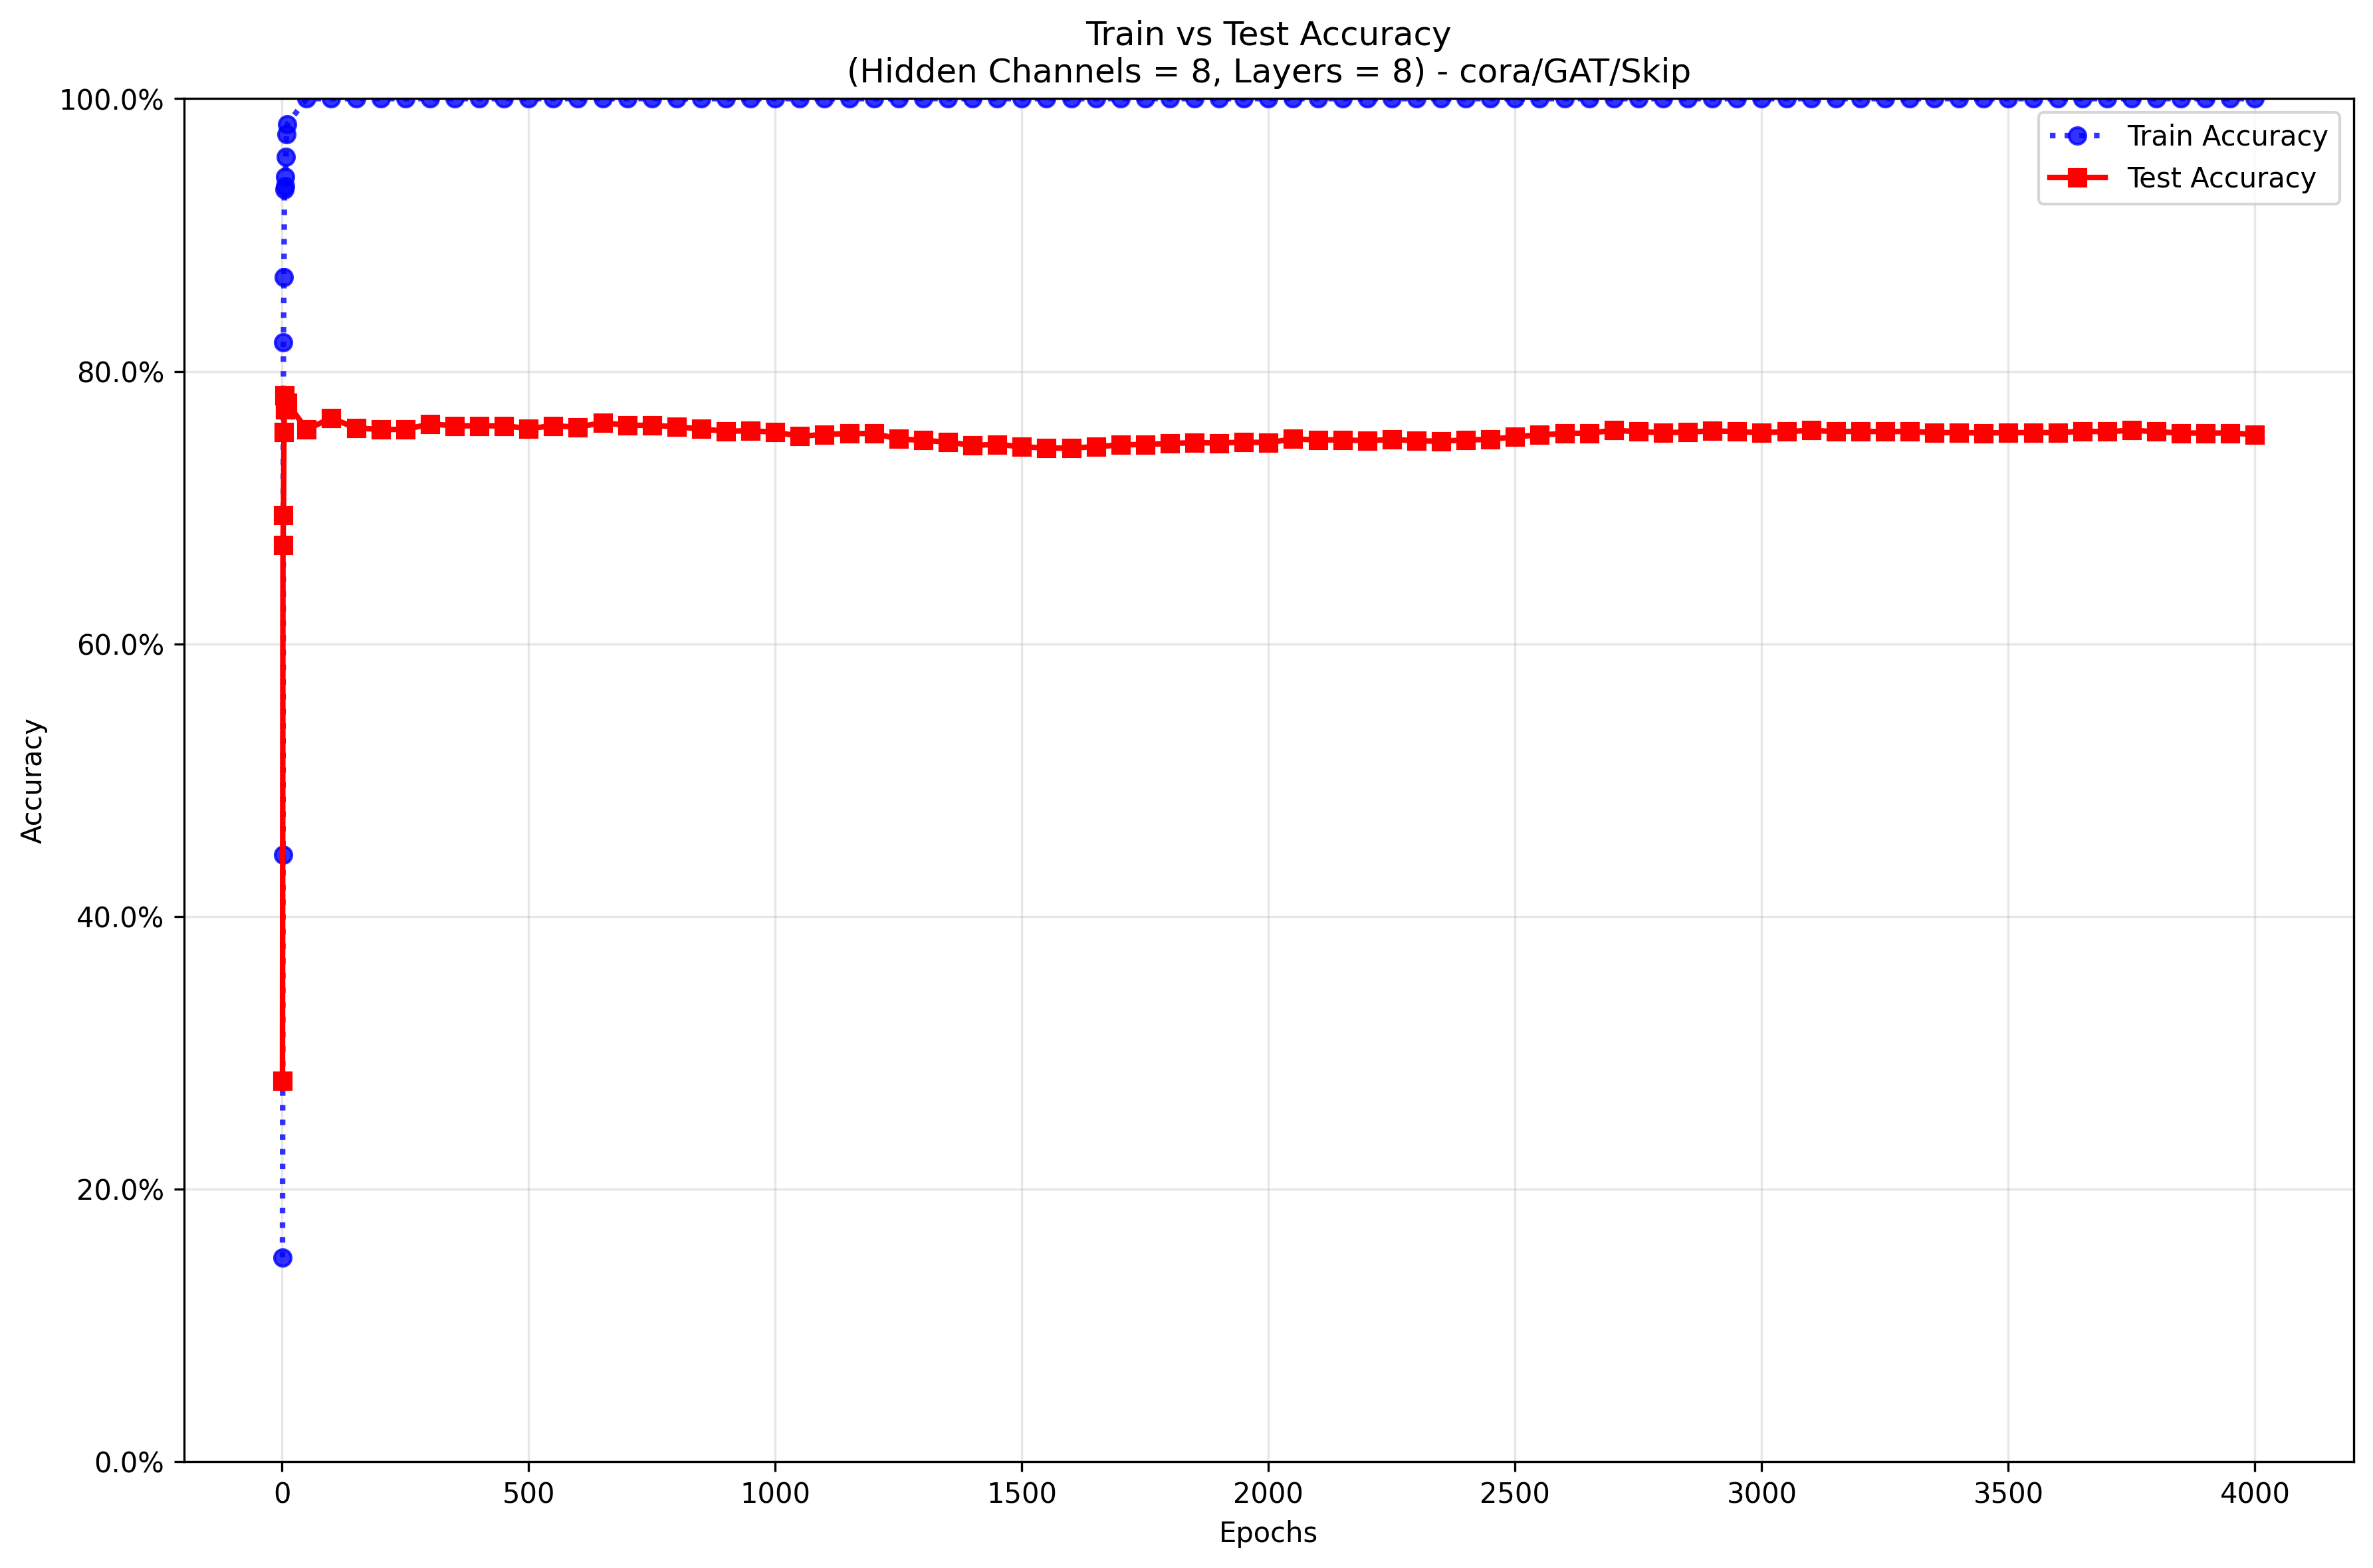 Train vs Test Accuracy
(Hidden Channels = 8, Layers = 8) - cora/GAT/Skip
100.0%
80.0%
60.0%
40.0%
20.0%
0.0%
Accuracy
Train Accuracy
Test Accuracy
0 500 1000 1500 2000 2500 3000 3500 4000
Epochs